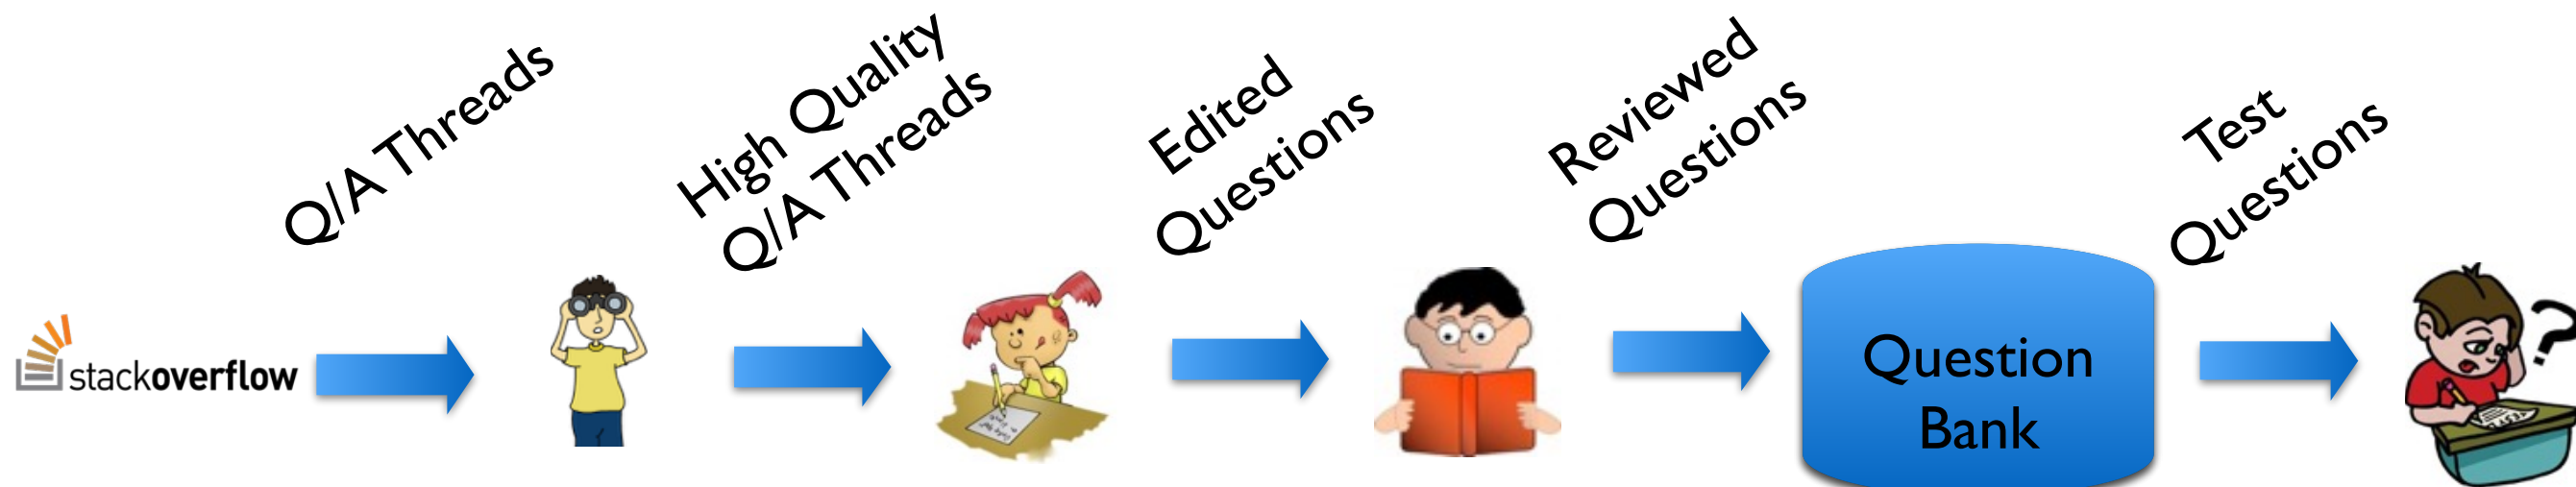 Q/A Threads
High Quality
Q/A Threads
Edited
Questions
Reviewed
Questions
Test
Questions
stackoverflow
Question
Bank
?